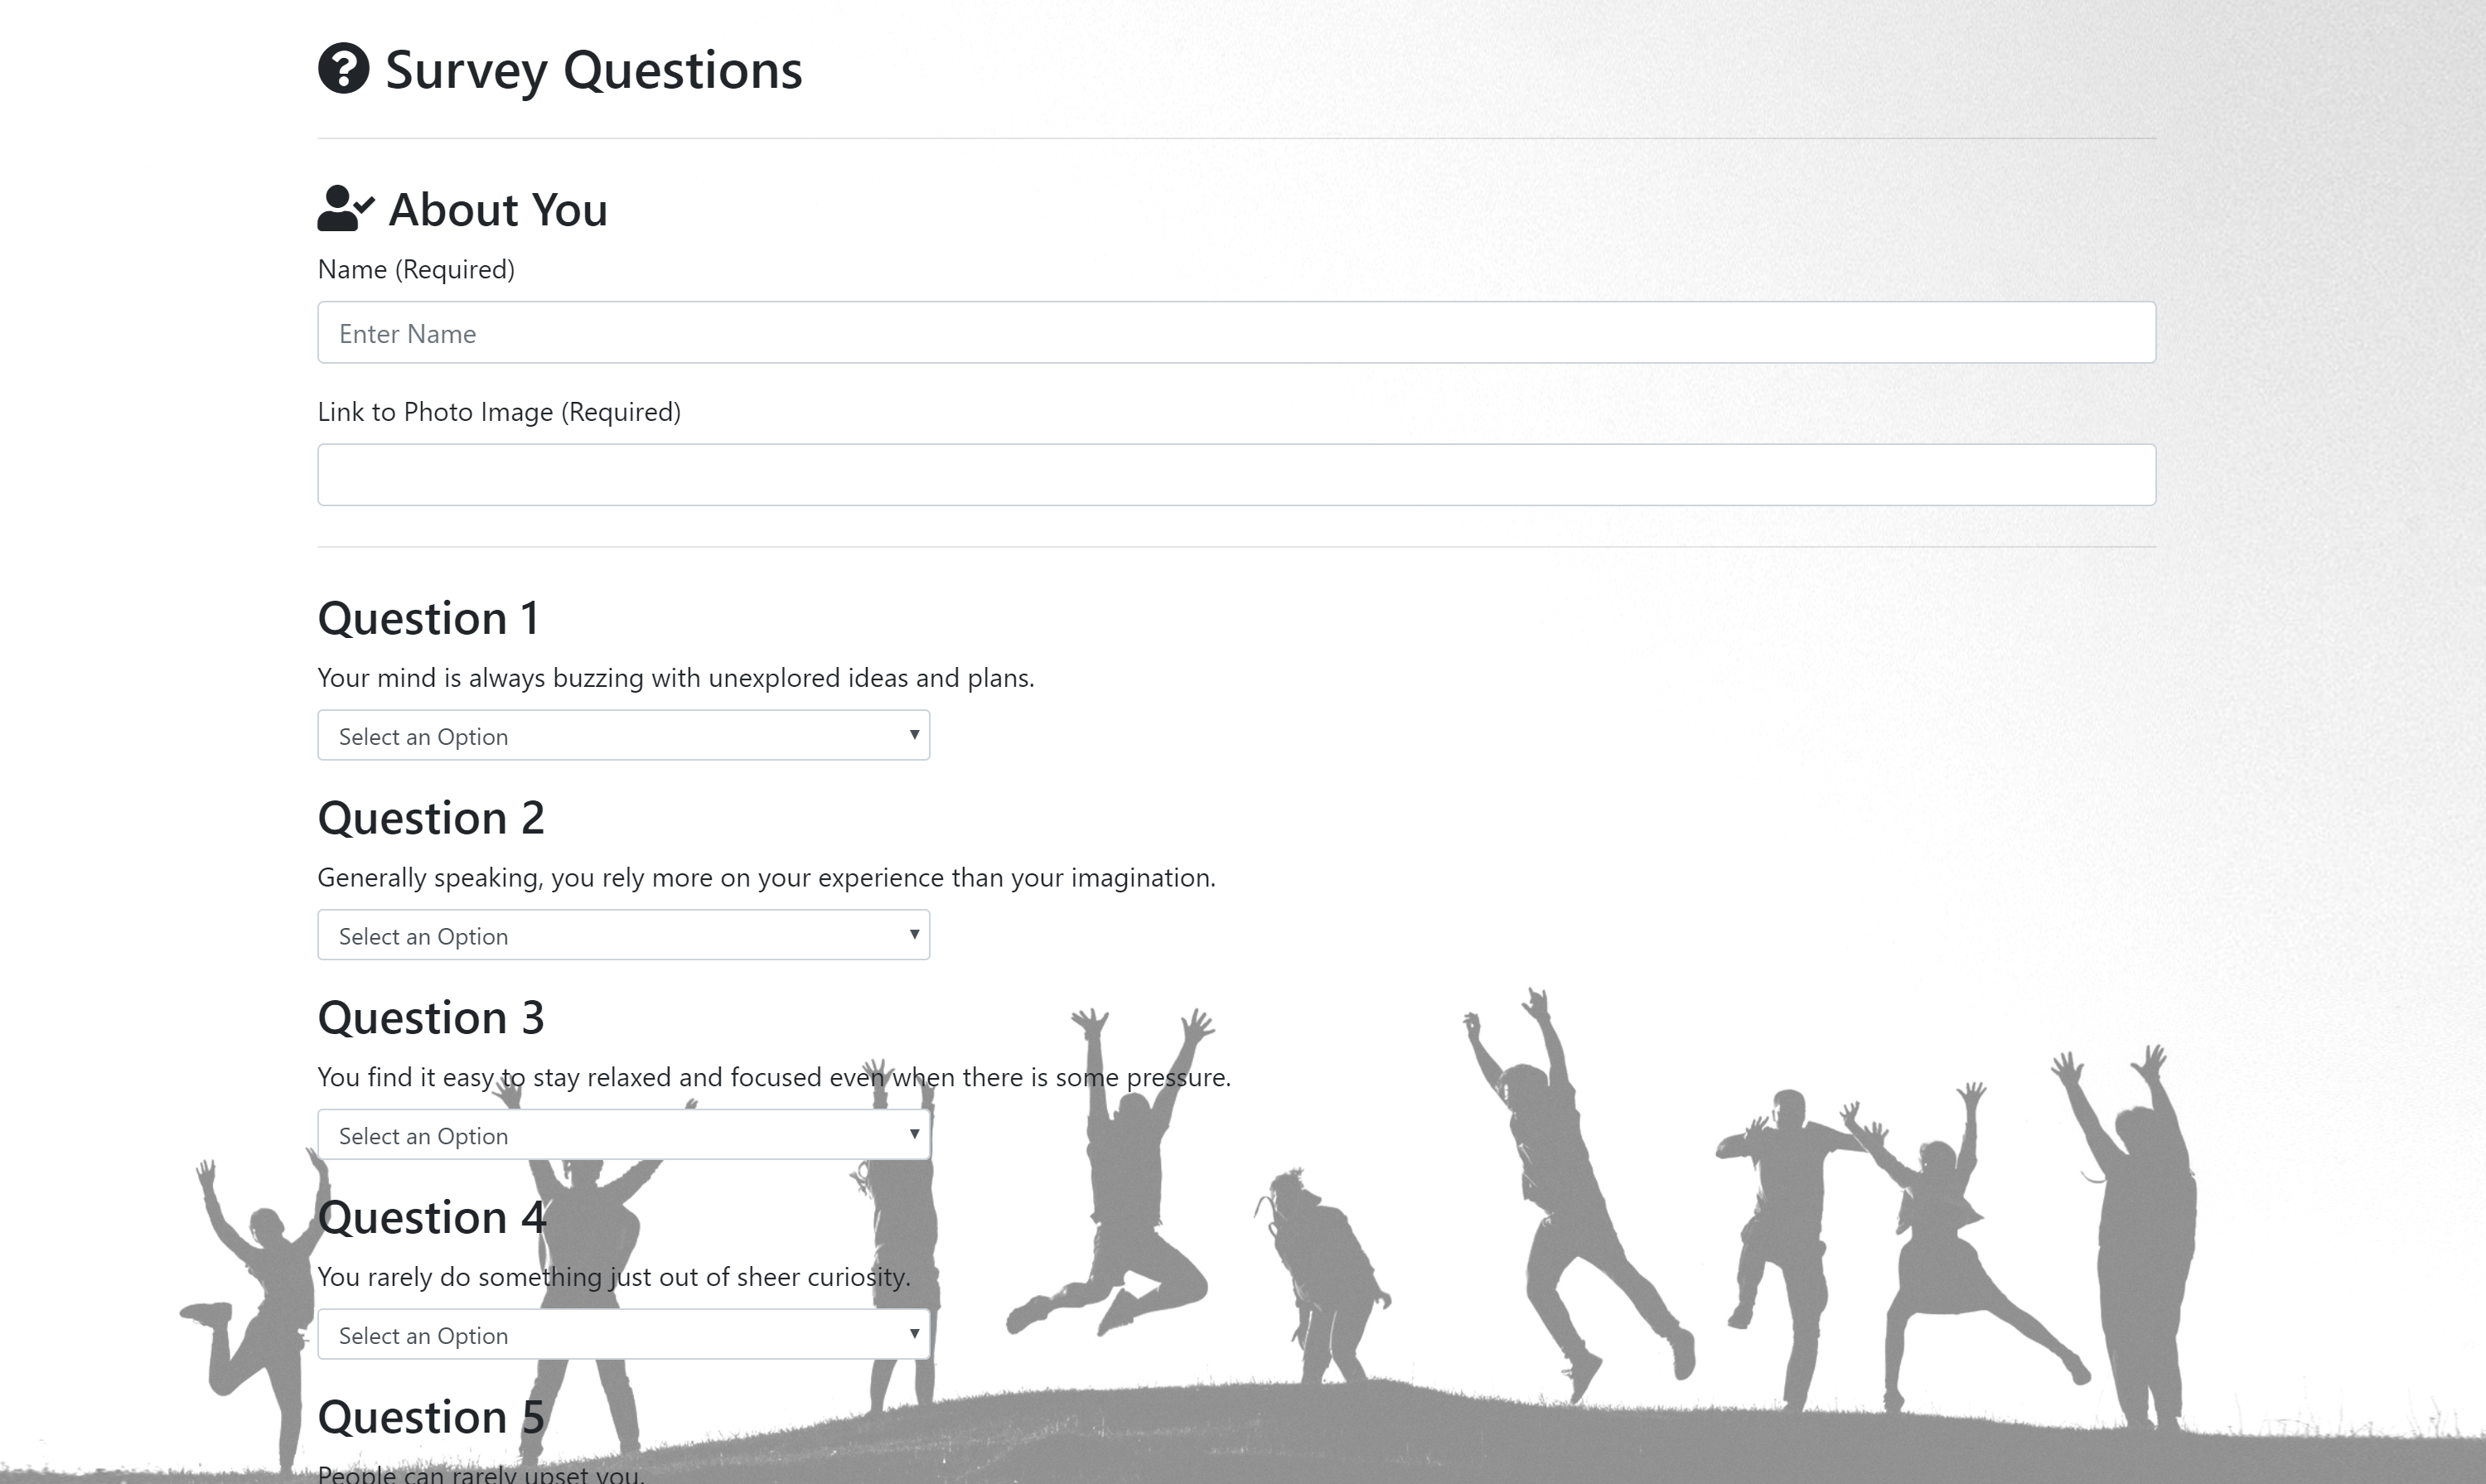 Survey Questions
About You
Name (Required)
Enter Name
Link to Photo Image (Required)
Question 1
Your mind is always buzzing with unexplored ideas and plans.
Select an Option
Question 2
Generally speaking, you rely more on your experience than your imagination.
Select an Option
Question 3
You find it easy to stay relaxed and focused even when there is some pressure.
Select an Option
Question 4
You rarely do something just out of sheer curiosity.
Select an Option
Question 5
People can rarely upset you.